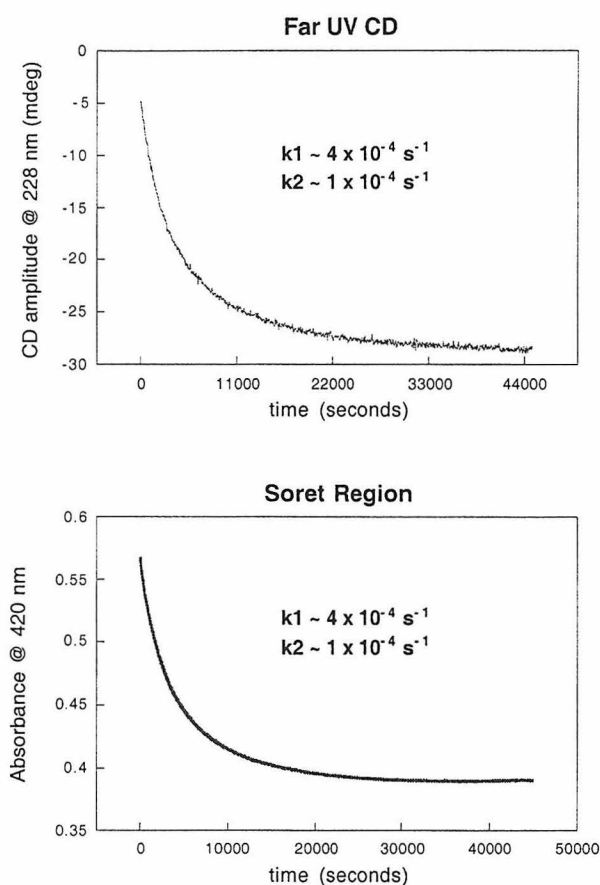 Far UV CD
0
-5
-10
-15
-20
-25
-30
CD amplitude @ 228 nm (mdeg)
k1 ~ 4 x 10⁻⁴ s⁻¹
k2 ~ 1 x 10⁻⁴ s⁻¹
0 11000 22000 33000 44000
time (seconds)
Soret Region
0.6
0.55
0.5
0.45
0.4
0.35
Absorbance @ 420 nm
k1 ~ 4 x 10⁻⁴ s⁻¹
k2 ~ 1 x 10⁻⁴ s⁻¹
0 10000 20000 30000 40000 50000
time (seconds)